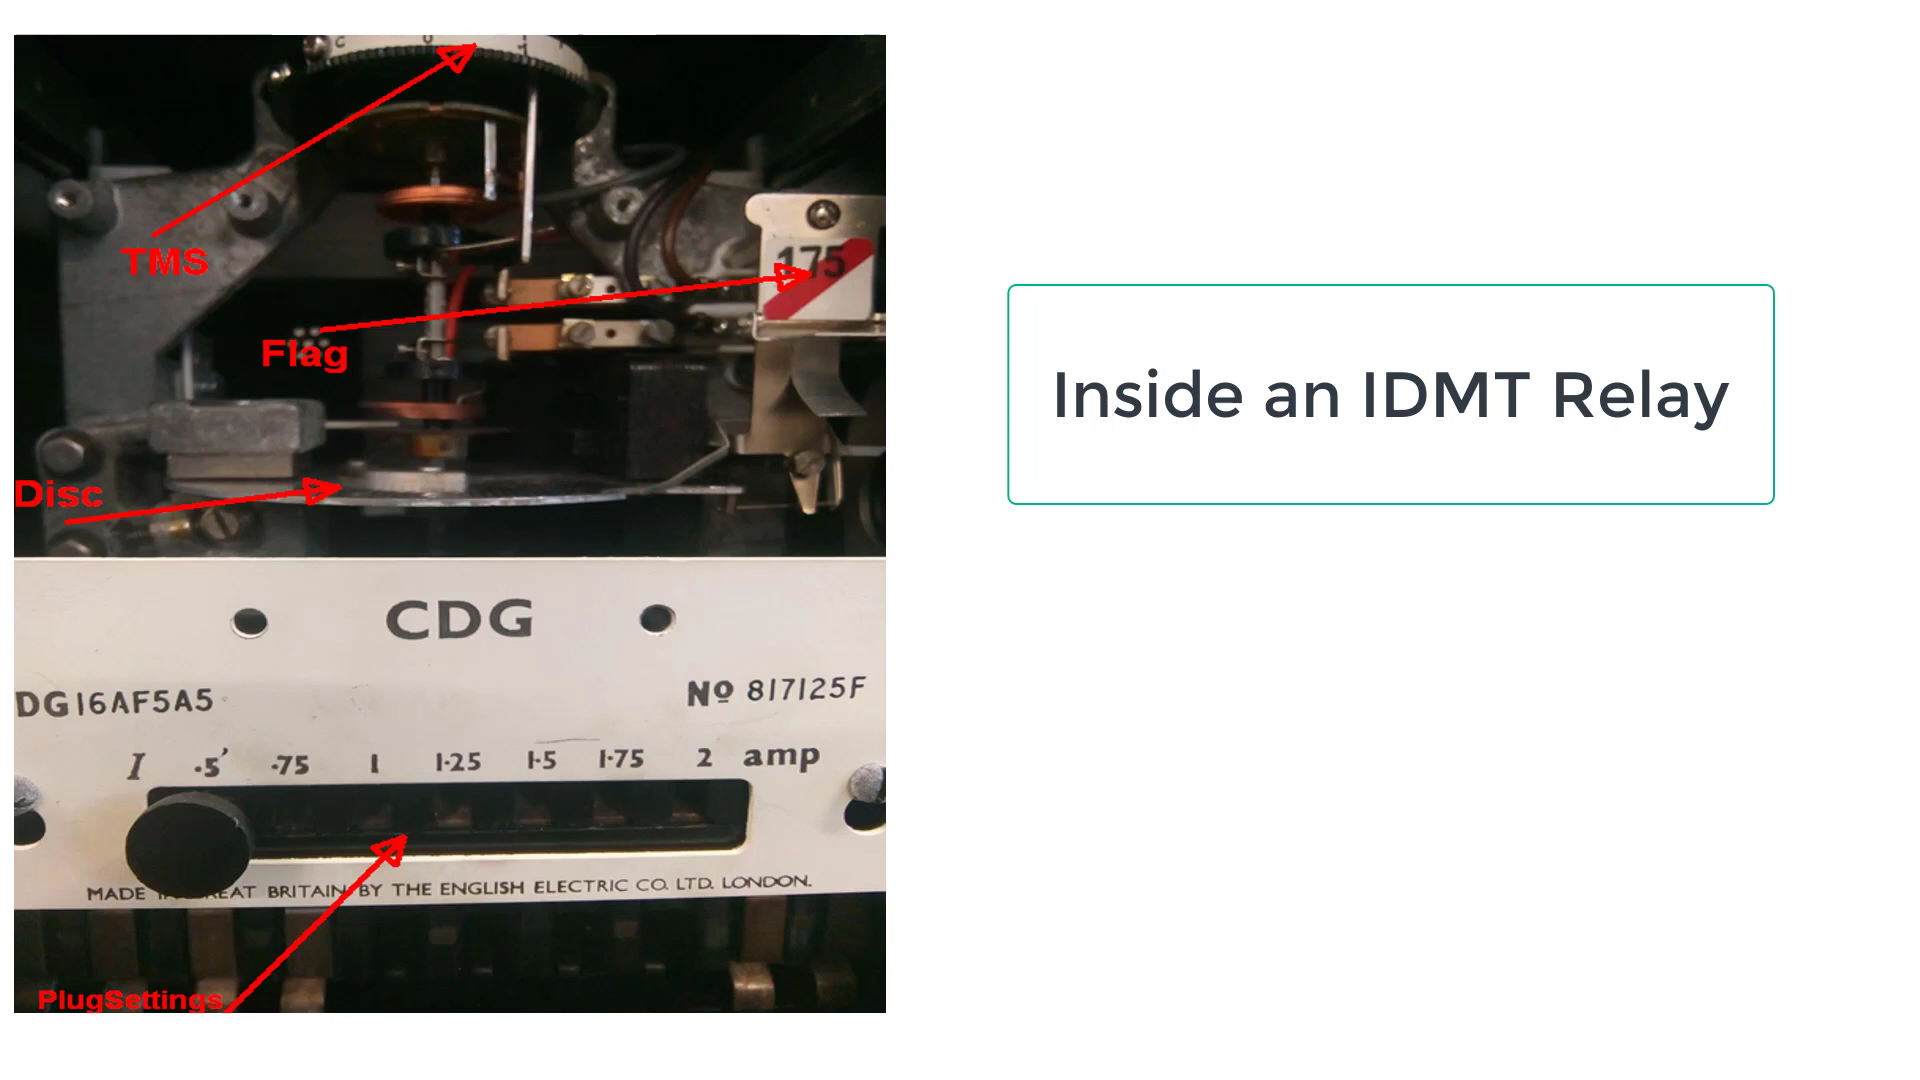 TMS
175
Flag
Disc
CDG
DG16AF5A5
Nº 817125F
I .5 .75 1 1.25 1.5 1.75 2 amp
MADE BRITAIN BY THE ENGLISH ELECTRIC CO. LTD. LONDON.
PlugSettings
Inside an IDMT Relay